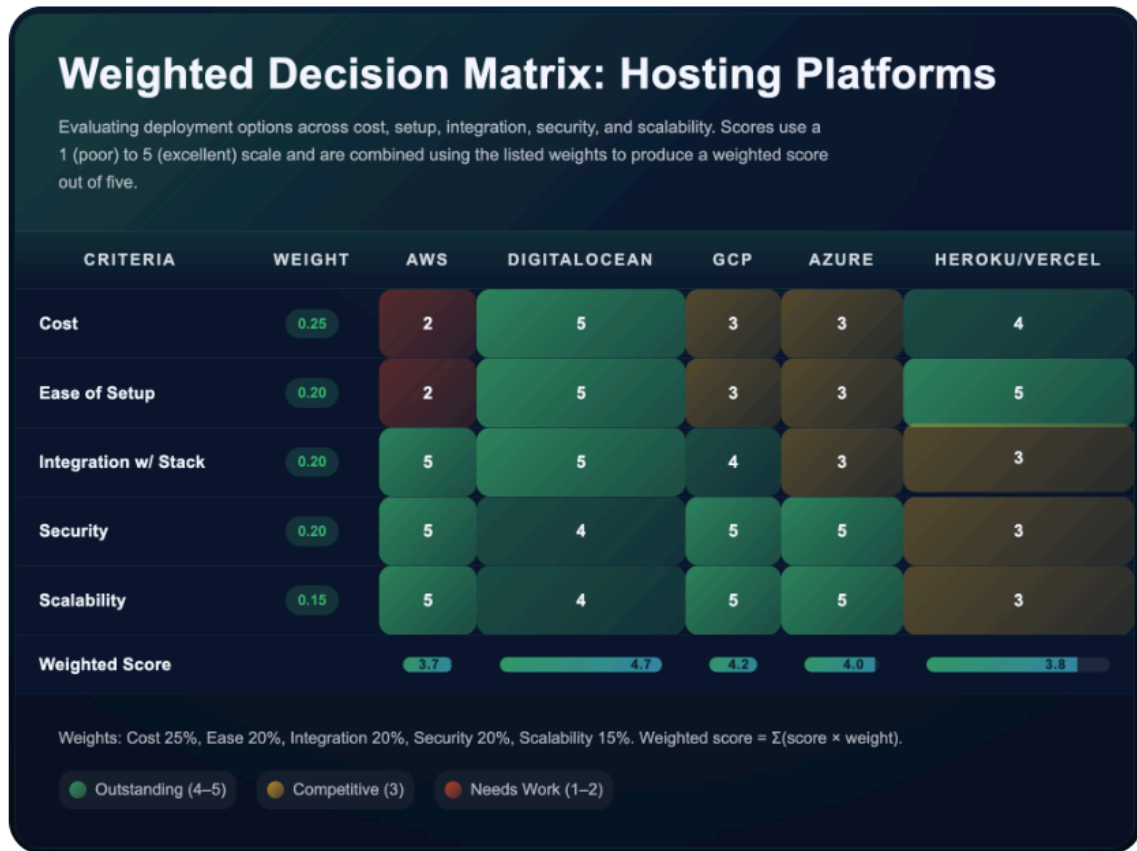 Weighted Decision Matrix: Hosting Platforms
Evaluating deployment options across cost, setup, integration, security, and scalability. Scores use a
1 (poor) to 5 (excellent) scale and are combined using the listed weights to produce a weighted score
out of five.
CRITERIA WEIGHT AWS DIGITALOCEAN GCP AZURE HEROKU/VERCEL
Cost 0.25 2 5 3 3 4
Ease of Setup 0.20 2 5 3 3 5
Integration w/ Stack 0.20 5 5 4 3 3
Security 0.20 5 4 5 5 3
Scalability 0.15 5 4 5 5 3
Weighted Score 3.7 4.7 4.2 4.0 3.8
Weights: Cost 25%, Ease 20%, Integration 20%, Security 20%, Scalability 15%. Weighted score = Σ(score × weight).
Outstanding (4–5) Competitive (3) Needs Work (1–2)